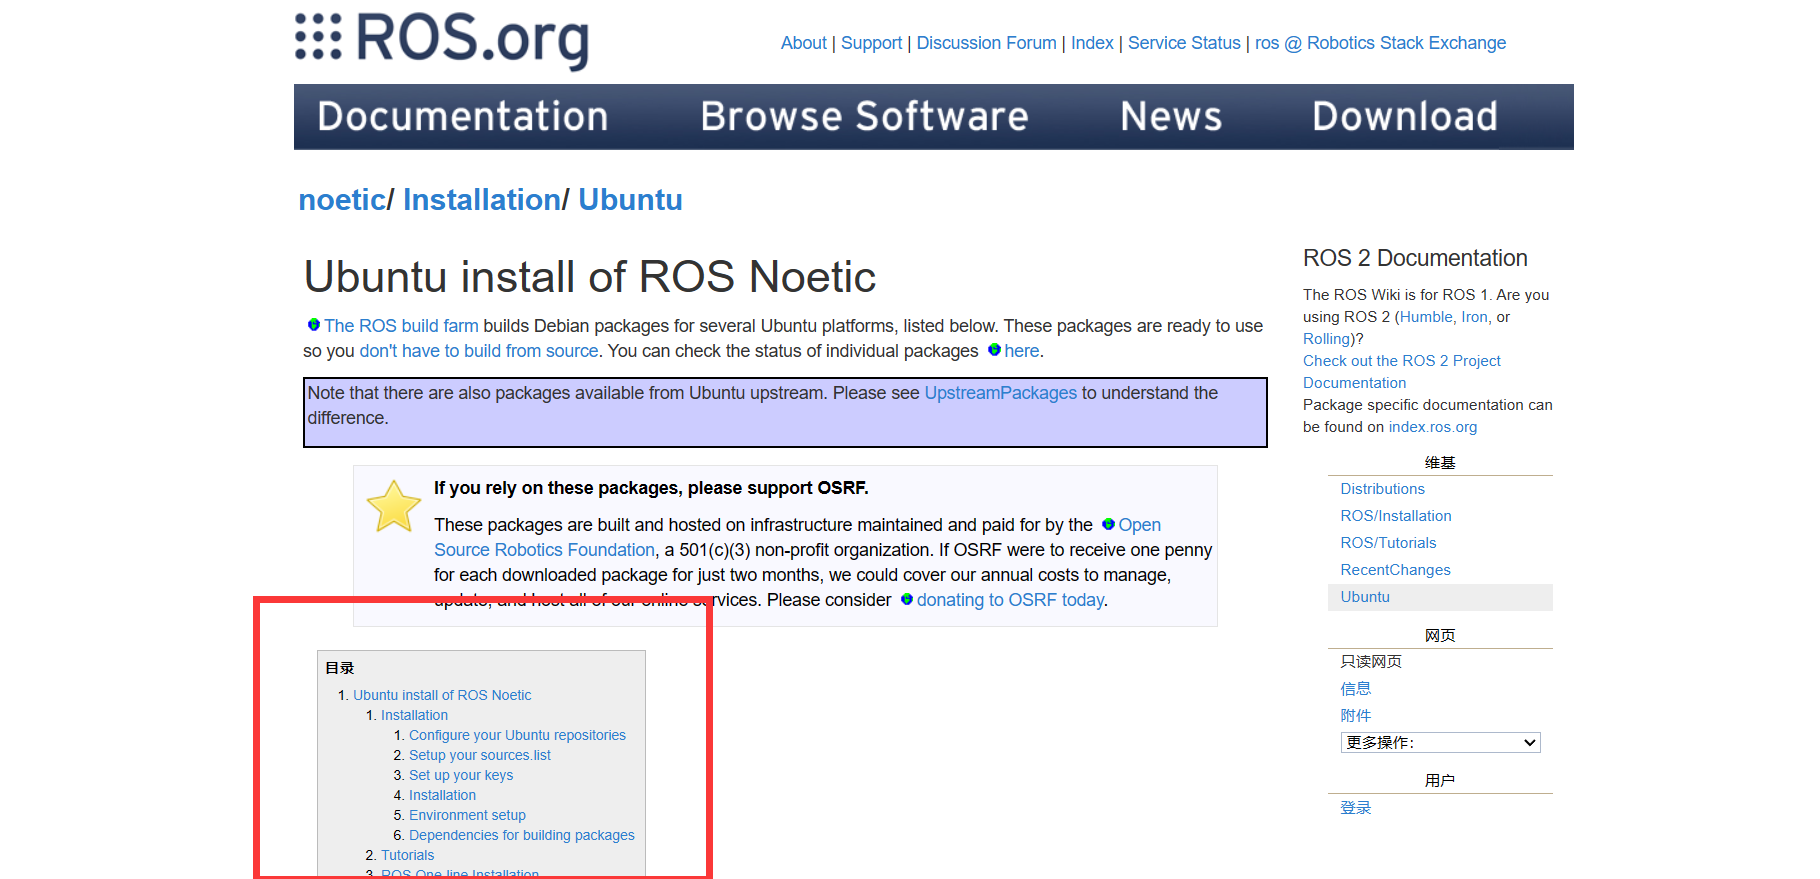 ROS.org
About | Support | Discussion Forum | Index | Service Status | ros @ Robotics Stack Exchange
Documentation Browse Software News Download
noetic/ Installation/ Ubuntu
Ubuntu install of ROS Noetic
The ROS build farm builds Debian packages for several Ubuntu platforms, listed below. These packages are ready to use
so you don't have to build from source. You can check the status of individual packages here.
Note that there are also packages available from Ubuntu upstream. Please see UpstreamPackages to understand the
difference.
If you rely on these packages, please support OSRF.
These packages are built and hosted on infrastructure maintained and paid for by the Open
Source Robotics Foundation, a 501(c)(3) non-profit organization. If OSRF were to receive one penny
for each downloaded package for just two months, we could cover our annual costs to manage,
update, and host all of our online services. Please consider donating to OSRF today.
目录
1. Ubuntu install of ROS Noetic
1. Installation
1. Configure your Ubuntu repositories
2. Setup your sources.list
3. Set up your keys
4. Installation
5. Environment setup
6. Dependencies for building packages
2. Tutorials
3. ROS One-line Installation
ROS 2 Documentation
The ROS Wiki is for ROS 1. Are you
using ROS 2 (Humble, Iron, or
Rolling)?
Check out the ROS 2 Project
Documentation
Package specific documentation can
be found on index.ros.org
维基
Distributions
ROS/Installation
ROS/Tutorials
RecentChanges
Ubuntu
网页
只读网页
信息
附件
更多操作:
用户
登录